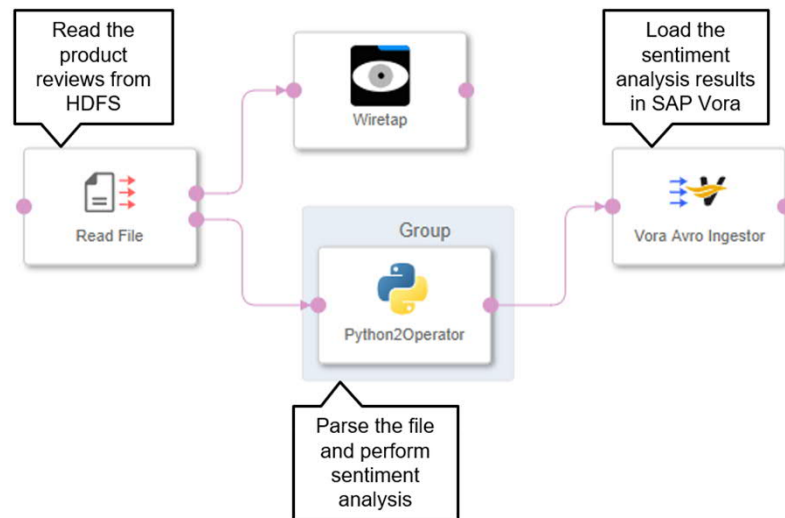 Read the
product
reviews from
HDFS
Load the
sentiment
analysis results
in SAP Vora
Wiretap
Read File
Vora Avro Ingestor
Group
Python2Operator
Parse the file
and perform
sentiment
analysis